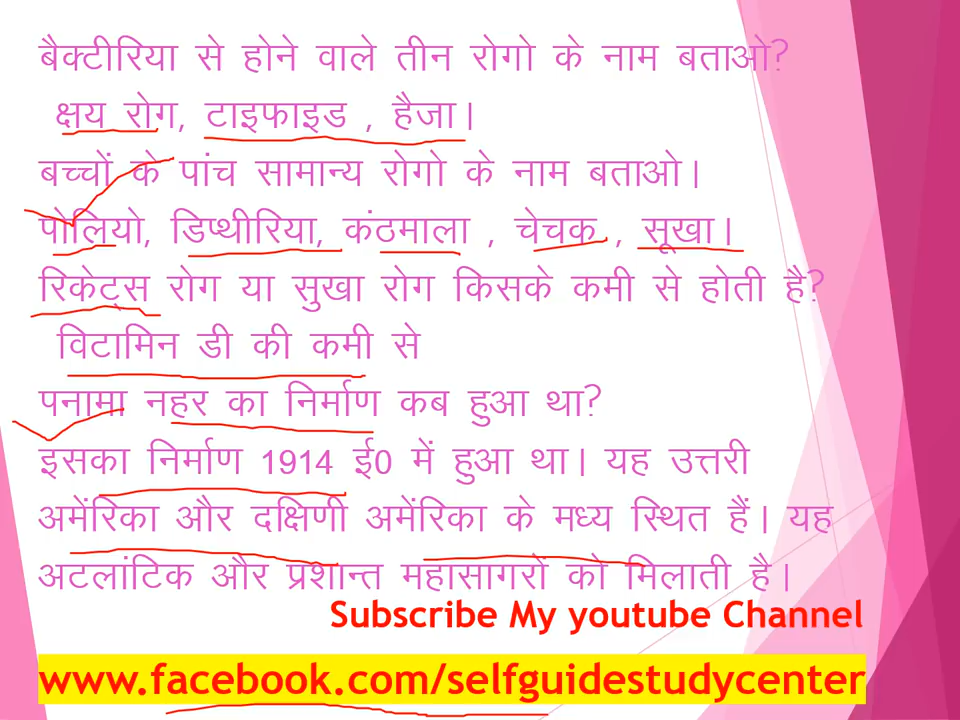 बैक्टीरिया से होने वाले तीन रोगो के नाम बताओ?
क्षय रोग, टाइफाइड , हैजा।
बच्चों के पांच सामान्य रोगो के नाम बताओ।
पोलियो, डिप्थीरिया, कंठमाला , चेचक , सूखा।
रिकेट्स रोग या सुखा रोग किसके कमी से होती है?
विटामिन डी की कमी से
पनामा नहर का निर्माण कब हुआ था?
इसका निर्माण 1914 ई0 में हुआ था। यह उत्तरी
अमेंरिका और दक्षिणी अमेंरिका के मध्य स्थित हैं। यह
अटलांटिक और प्रशान्त महासागरों को मिलाती है।
Subscribe My youtube Channel
www.facebook.com/selfguidestudycenter